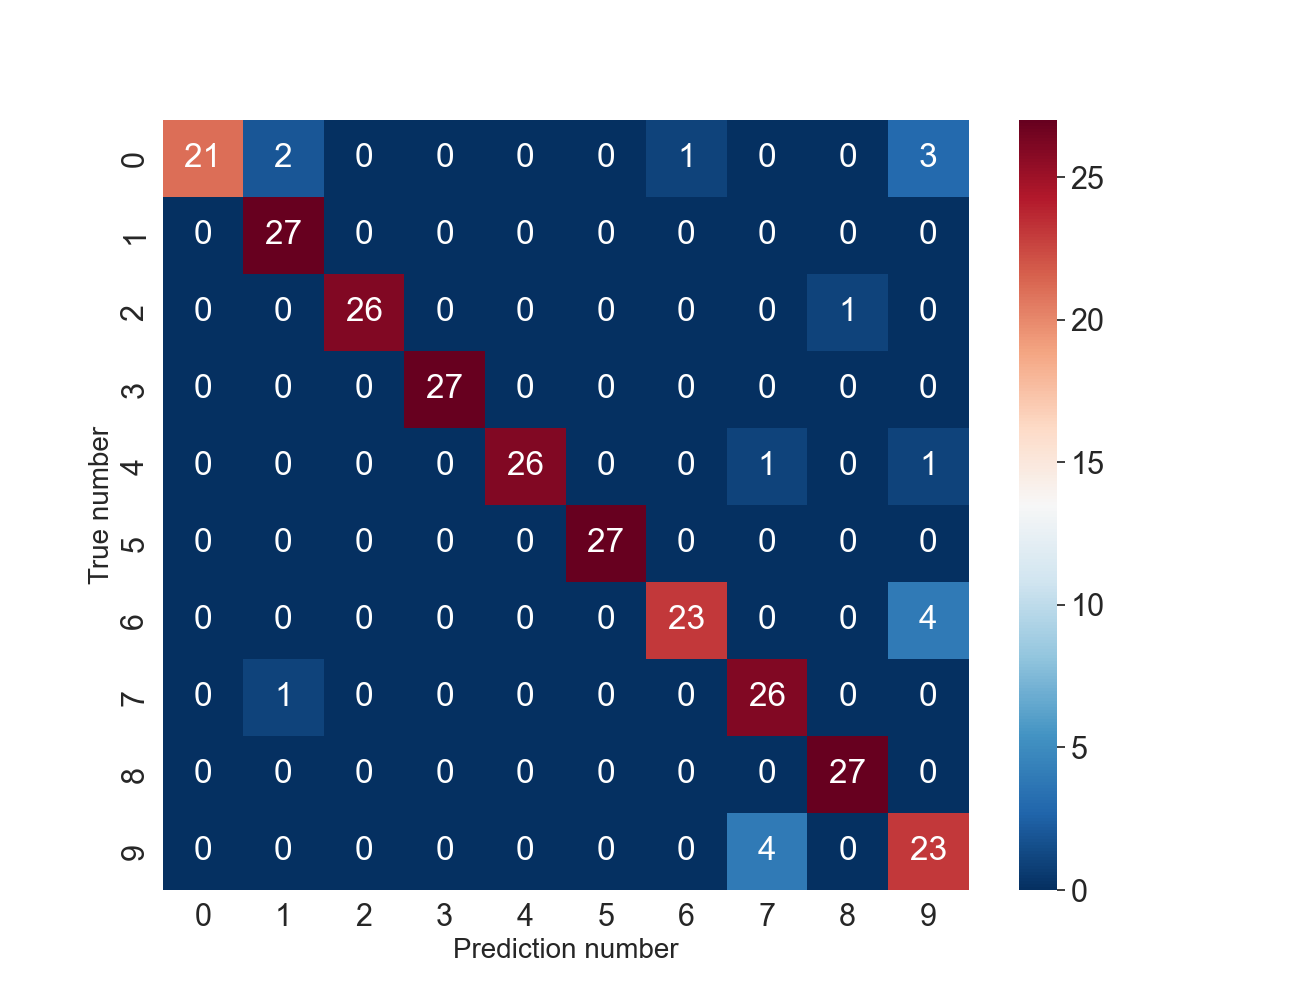 0 21 2 0 0 0 0 1 0 0 3
1 0 27 0 0 0 0 0 0 0 0
2 0 0 26 0 0 0 0 0 1 0
3 0 0 0 27 0 0 0 0 0 0
4 0 0 0 0 26 0 0 1 0 1
5 0 0 0 0 0 27 0 0 0 0
6 0 0 0 0 0 0 23 0 0 4
7 0 1 0 0 0 0 0 26 0 0
8 0 0 0 0 0 0 0 0 27 0
9 0 0 0 0 0 0 0 4 0 23
0 1 2 3 4 5 6 7 8 9
Prediction number
True number
25
20
15
10
5
0